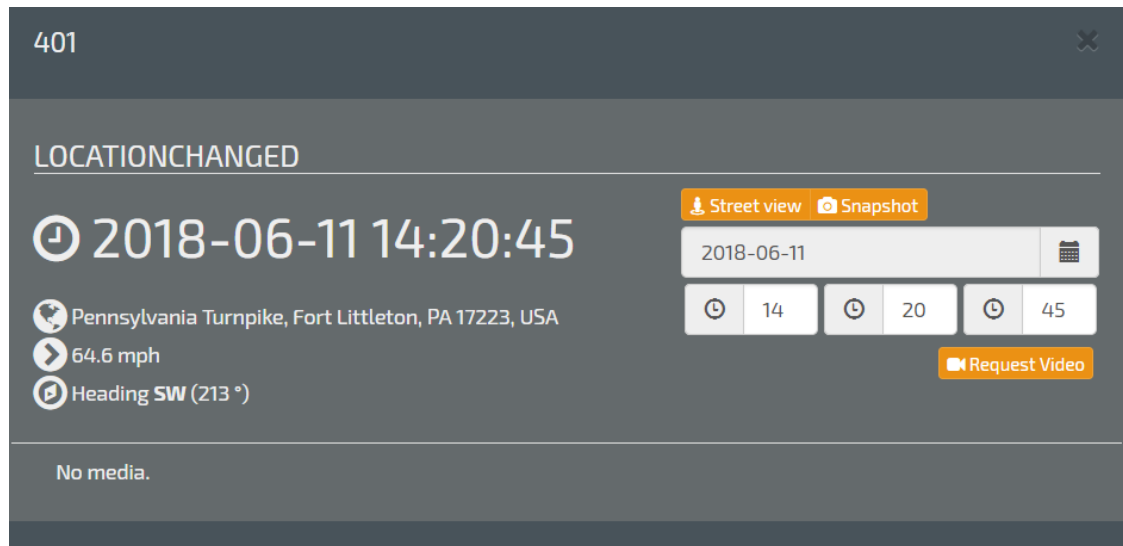 401
LOCATIONCHANGED
2018-06-11 14:20:45
Pennsylvania Turnpike, Fort Littleton, PA 17223, USA
64.6 mph
Heading SW (213 °)
Street view Snapshot
2018-06-11
14 20 45
Request Video
No media.